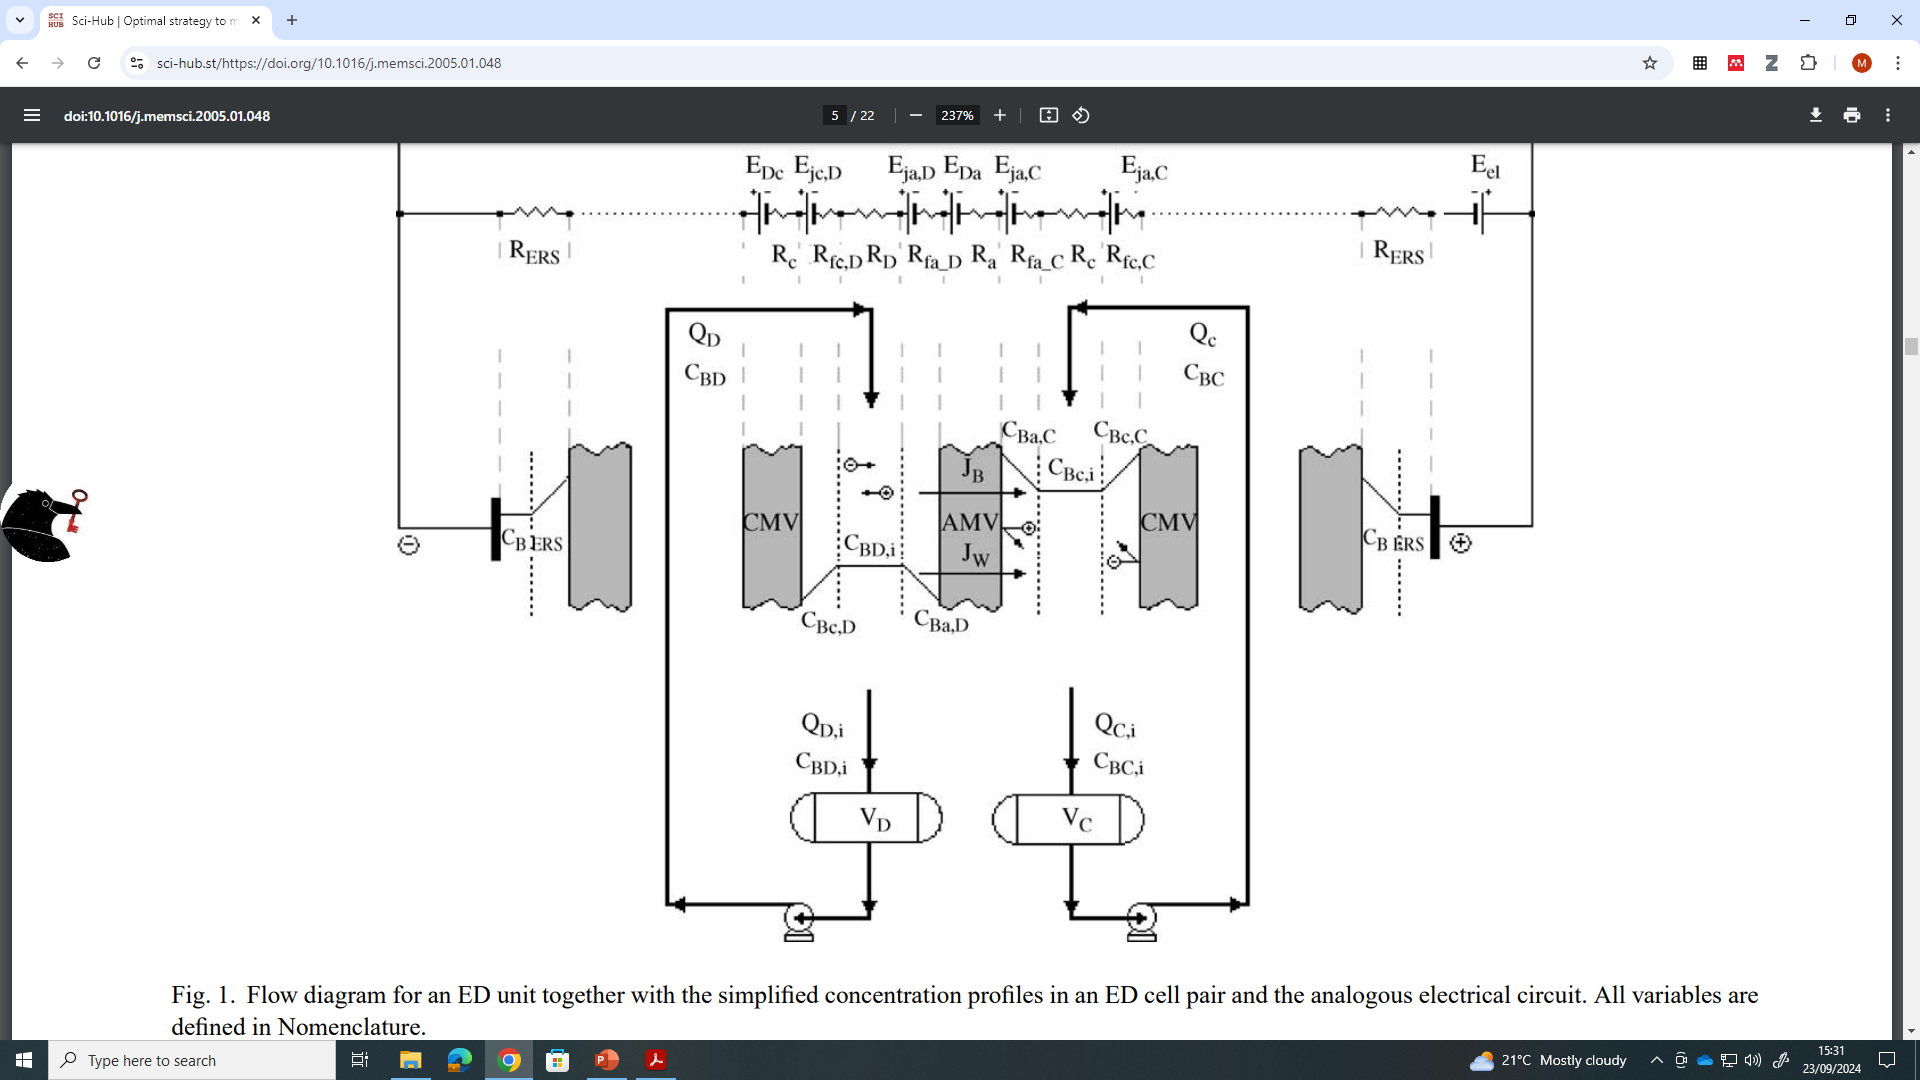 SCI
HUB
Sci-Hub | Optimal strategy to m
sci-hub.st/https://doi.org/10.1016/j.memsci.2005.01.048
M
doi:10.1016/j.memsci.2005.01.048
5 / 22
237%
EDc Ejc,D Eja,D EDa Eja,C Eja,C Eel
+ - + - + - + - + - + - - +
RERS Rc Rfc,D RD Rfa_D Ra Rfa_C Rc Rfc,C RERS
QD Qc
CBD CBC
CBa,C CBc,C
JB CBc,i
CMV AMV CMV
CB ERS CBD,i JW CB ERS
CBc,D CBa,D
QD,i QC,i
CBD,i CBC,i
VD VC
Fig. 1. Flow diagram for an ED unit together with the simplified concentration profiles in an ED cell pair and the analogous electrical circuit. All variables are
defined in Nomenclature.
Type here to search
21°C Mostly cloudy
15:31
23/09/2024